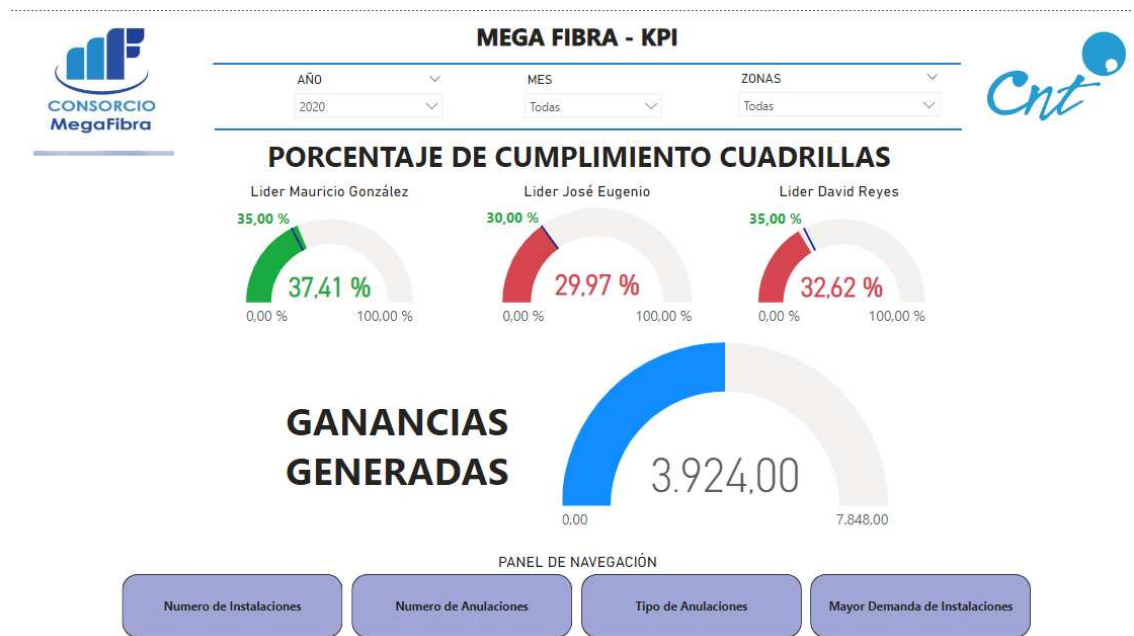 MEGA FIBRA - KPI
CONSORCIO
MegaFibra
AÑO
MES
ZONAS
2020
Todas
Todas
Cnt
PORCENTAJE DE CUMPLIMIENTO CUADRILLAS
Lider Mauricio González
Lider José Eugenio
Lider David Reyes
35,00 %
30,00 %
35,00 %
37,41 %
29,97 %
32,62 %
0,00 %
100,00 %
0,00 %
100,00 %
0,00 %
100,00 %
GANANCIAS
GENERADAS
3.924,00
0,00
7.848,00
PANEL DE NAVEGACIÓN
Numero de Instalaciones
Numero de Anulaciones
Tipo de Anulaciones
Mayor Demanda de Instalaciones